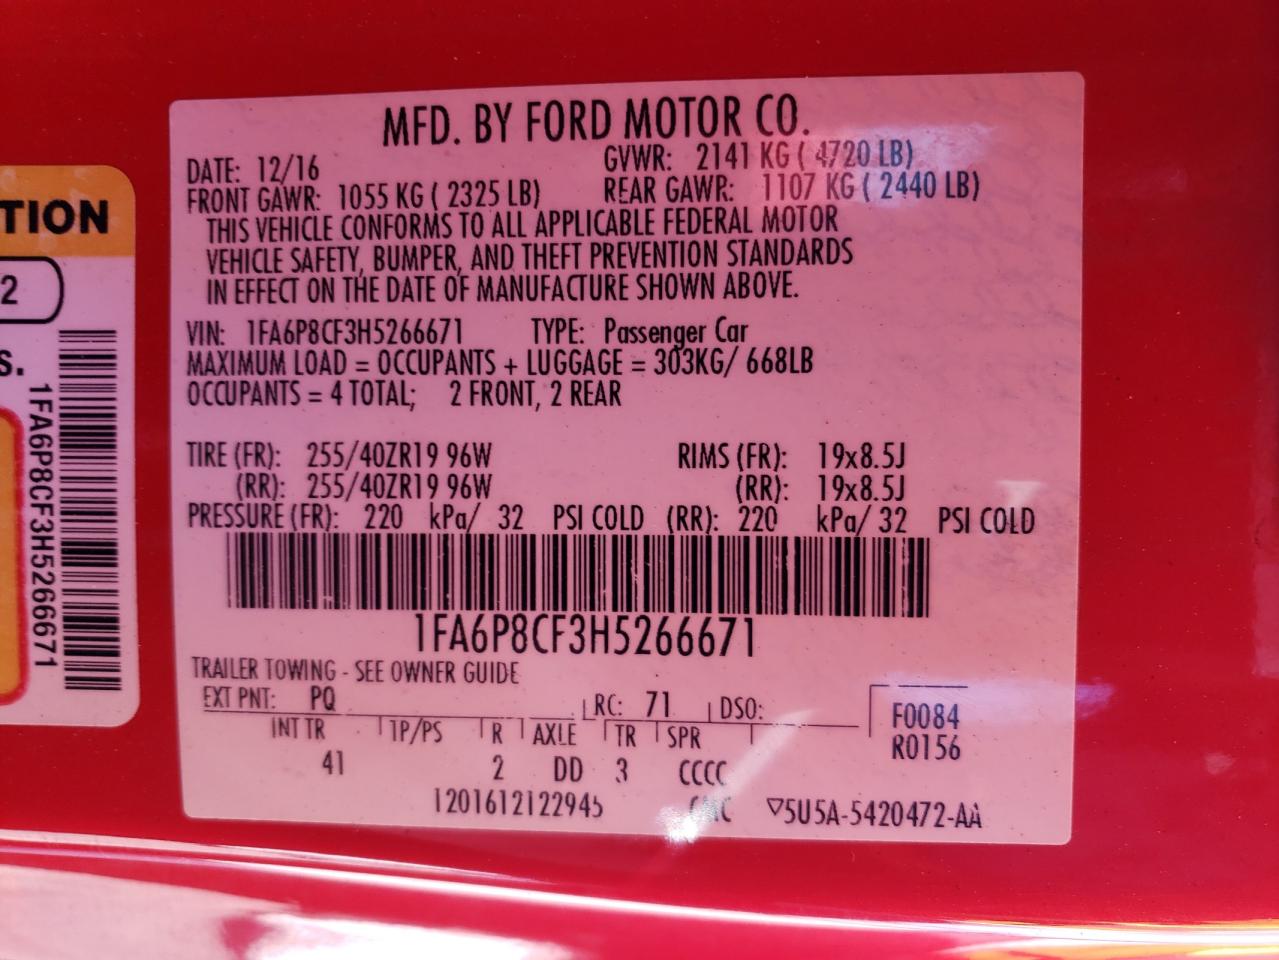 MFD. BY FORD MOTOR CO.
DATE: 12/16 GVWR: 2141 KG ( 4720 LB)
FRONT GAWR: 1055 KG ( 2325 LB) REAR GAWR: 1107 KG ( 2440 LB)
THIS VEHICLE CONFORMS TO ALL APPLICABLE FEDERAL MOTOR
VEHICLE SAFETY, BUMPER, AND THEFT PREVENTION STANDARDS
IN EFFECT ON THE DATE OF MANUFACTURE SHOWN ABOVE.
VIN: 1FA6P8CF3H5266671 TYPE: Passenger Car
MAXIMUM LOAD = OCCUPANTS + LUGGAGE = 303KG/ 668LB
OCCUPANTS = 4 TOTAL; 2 FRONT, 2 REAR
TIRE (FR): 255/40ZR19 96W RIMS (FR): 19x8.5J
(RR): 255/40ZR19 96W (RR): 19x8.5J
PRESSURE (FR): 220 kPa/ 32 PSI COLD (RR): 220 kPa/ 32 PSI COLD
1FA6P8CF3H5266671
TRAILER TOWING - SEE OWNER GUIDE
EXT PNT: PQ RC: 71 DSO:
F0084
R0156
INT TR TP/PS R AXLE TR SPR
41 2 DD 3 CCCC
1201612122945 ▽5U5A-5420472-AA
TION
2
S.
1FA6P8CF3H5266671